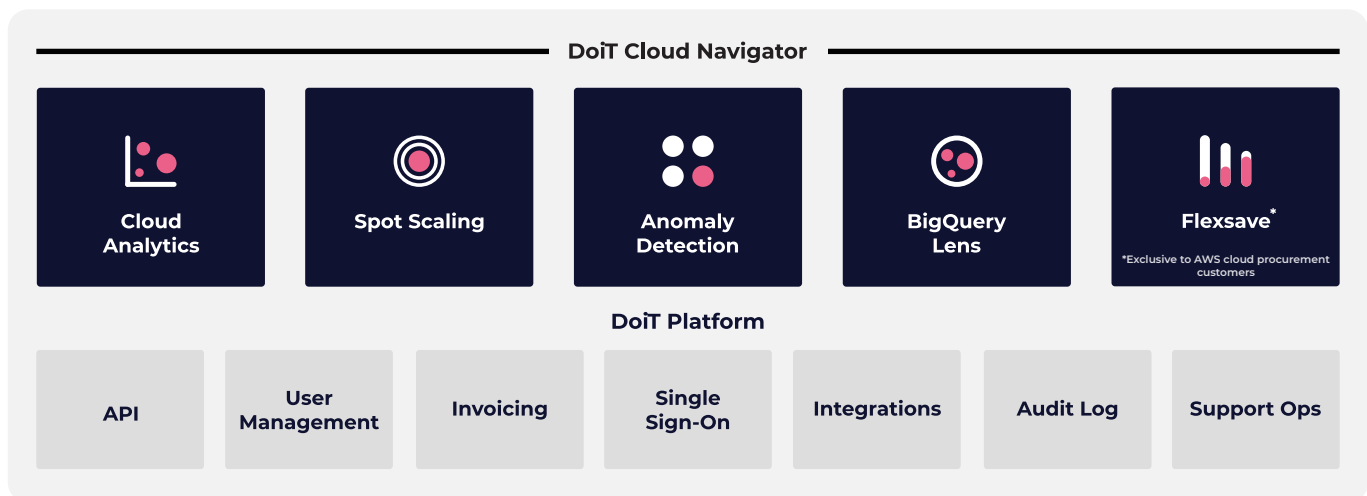 DoiT Cloud Navigator
Cloud
Analytics
Spot Scaling
Anomaly
Detection
BigQuery
Lens
Flexsave*
*Exclusive to AWS cloud procurement
customers
DoiT Platform
API
User
Management
Invoicing
Single
Sign-On
Integrations
Audit Log
Support Ops